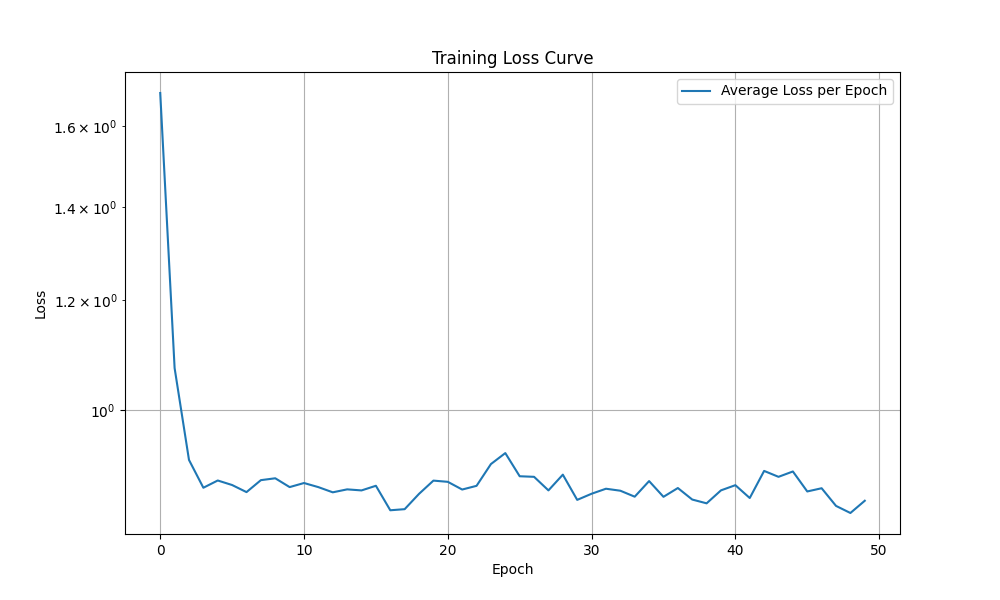 Training Loss Curve
Average Loss per Epoch
1.6 × 10⁰
1.4 × 10⁰
1.2 × 10⁰
10⁰
Loss
0 10 20 30 40 50
Epoch